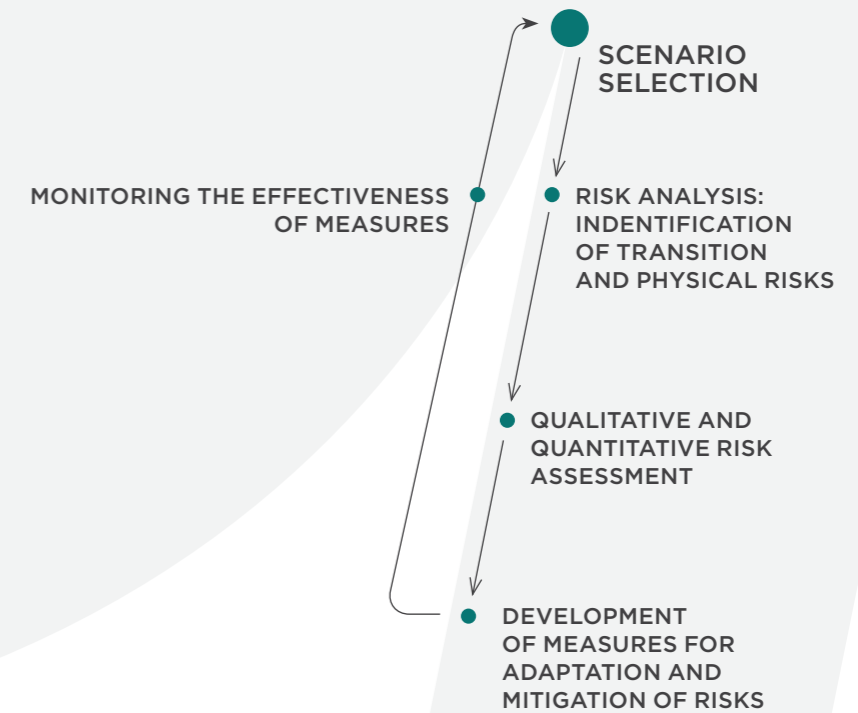 SCENARIO
SELECTION
MONITORING THE EFFECTIVENESS
OF MEASURES
RISK ANALYSIS:
INDENTIFICATION
OF TRANSITION
AND PHYSICAL RISKS
QUALITATIVE AND
QUANTITATIVE RISK
ASSESSMENT
DEVELOPMENT
OF MEASURES FOR
ADAPTATION AND
MITIGATION OF RISKS